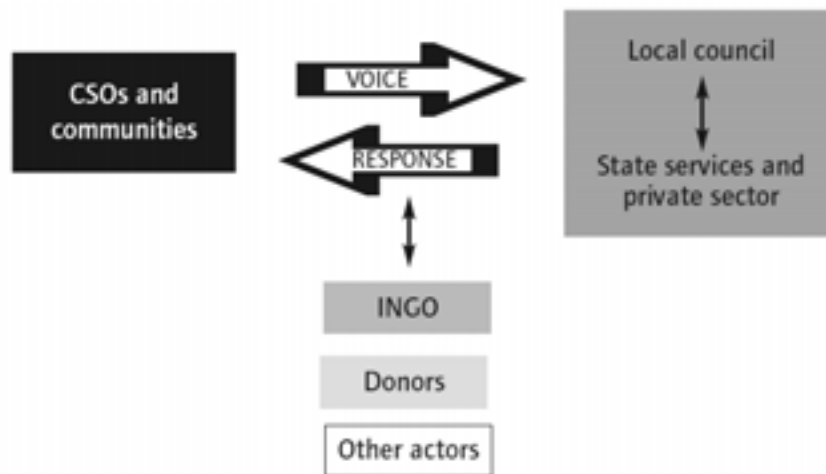 CSOs and
communities
VOICE
RESPONSE
Local council
State services and
private sector
INGO
Donors
Other actors